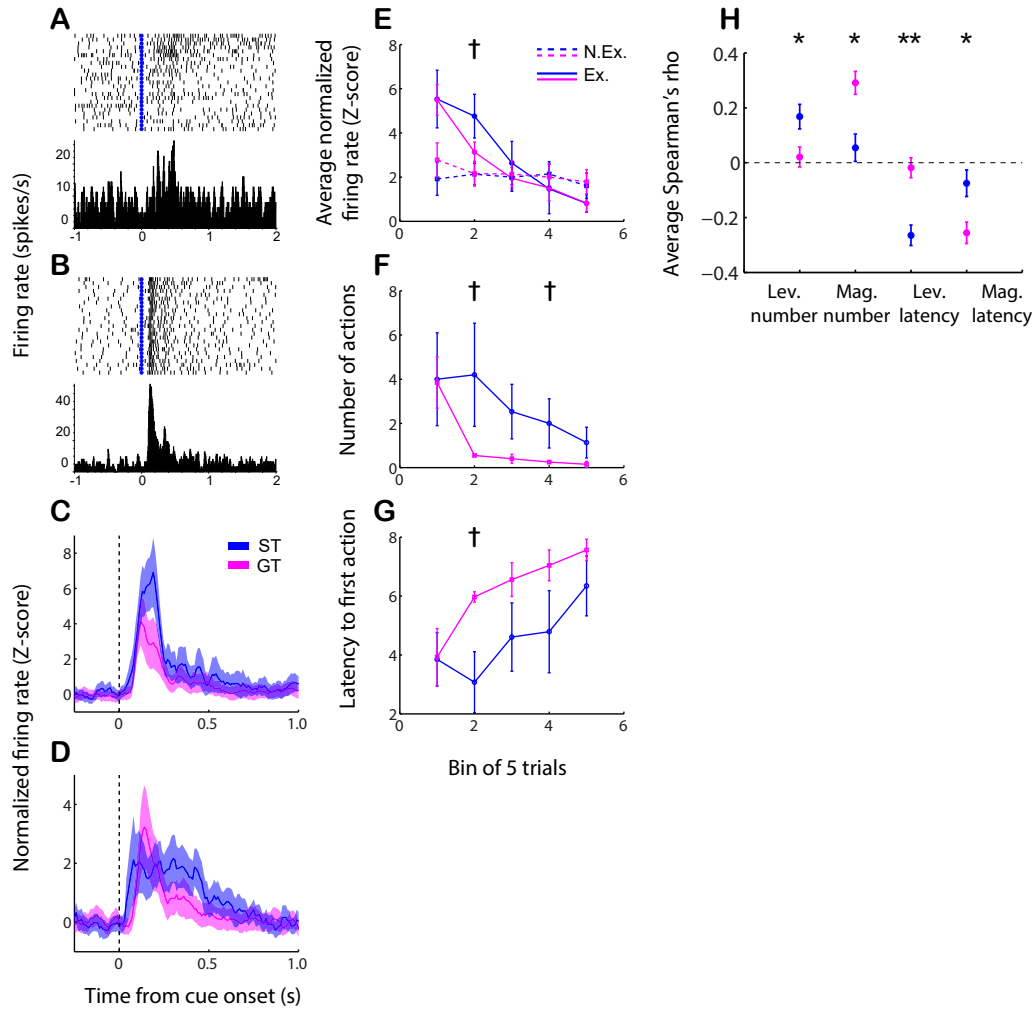 A
Firing rate (spikes/s)
20
10
0
-1 0 1 2
B
40
20
0
-1 0 1 2
C
Normalized firing rate (Z-score)
ST
GT
8
6
4
2
0
0 0.5 1.0
D
4
2
0
0 0.5 1.0
Time from cue onset (s)
E
Average normalized
firing rate (Z-score)
†
N.Ex.
Ex.
8
6
4
2
0
0 2 4 6
F
Number of actions
† †
8
6
4
2
0
0 2 4 6
G
Latency to first action
†
8
6
4
2
0 2 4 6
Bin of 5 trials
H
Average Spearman's rho
* * ** *
0.4
0.2
0
−0.2
−0.4
Lev. Mag. Lev. Mag.
number number latency latency